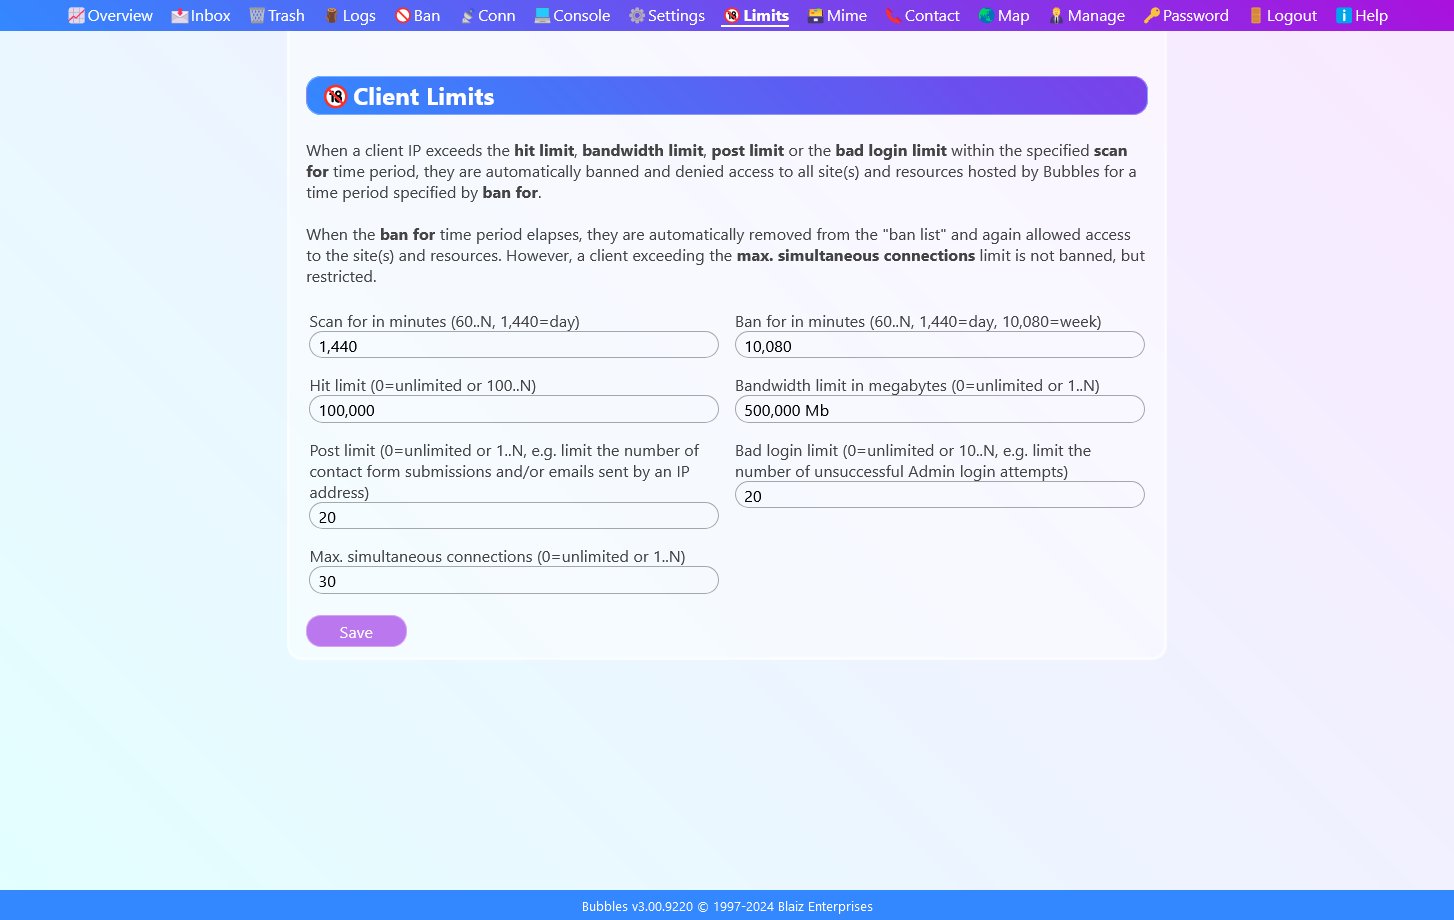 Overview Inbox Trash Logs Ban Conn Console Settings Limits Mime Contact Map Manage Password Logout Help
Client Limits
When a client IP exceeds the hit limit, bandwidth limit, post limit or the bad login limit within the specified scan
for time period, they are automatically banned and denied access to all site(s) and resources hosted by Bubbles for a
time period specified by ban for.
When the ban for time period elapses, they are automatically removed from the "ban list" and again allowed access
to the site(s) and resources. However, a client exceeding the max. simultaneous connections limit is not banned, but
restricted.
Scan for in minutes (60..N, 1,440=day)
1,440
Ban for in minutes (60..N, 1,440=day, 10,080=week)
10,080
Hit limit (0=unlimited or 100..N)
100,000
Bandwidth limit in megabytes (0=unlimited or 1..N)
500,000 Mb
Post limit (0=unlimited or 1..N, e.g. limit the number of
contact form submissions and/or emails sent by an IP
address)
20
Bad login limit (0=unlimited or 10..N, e.g. limit the
number of unsuccessful Admin login attempts)
20
Max. simultaneous connections (0=unlimited or 1..N)
30
Save
Bubbles v3.00.9220 © 1997-2024 Blaiz Enterprises